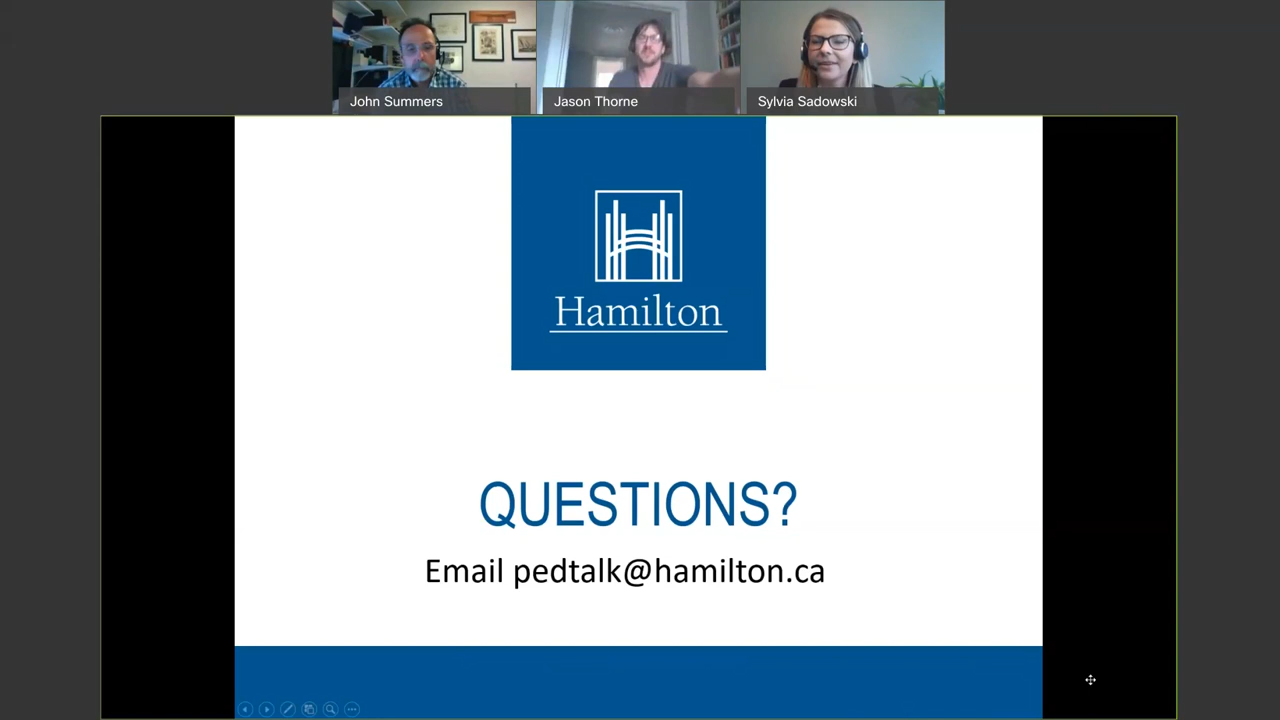 John Summers
Jason Thorne
Sylvia Sadowski
Hamilton
QUESTIONS?
Email pedtalk@hamilton.ca